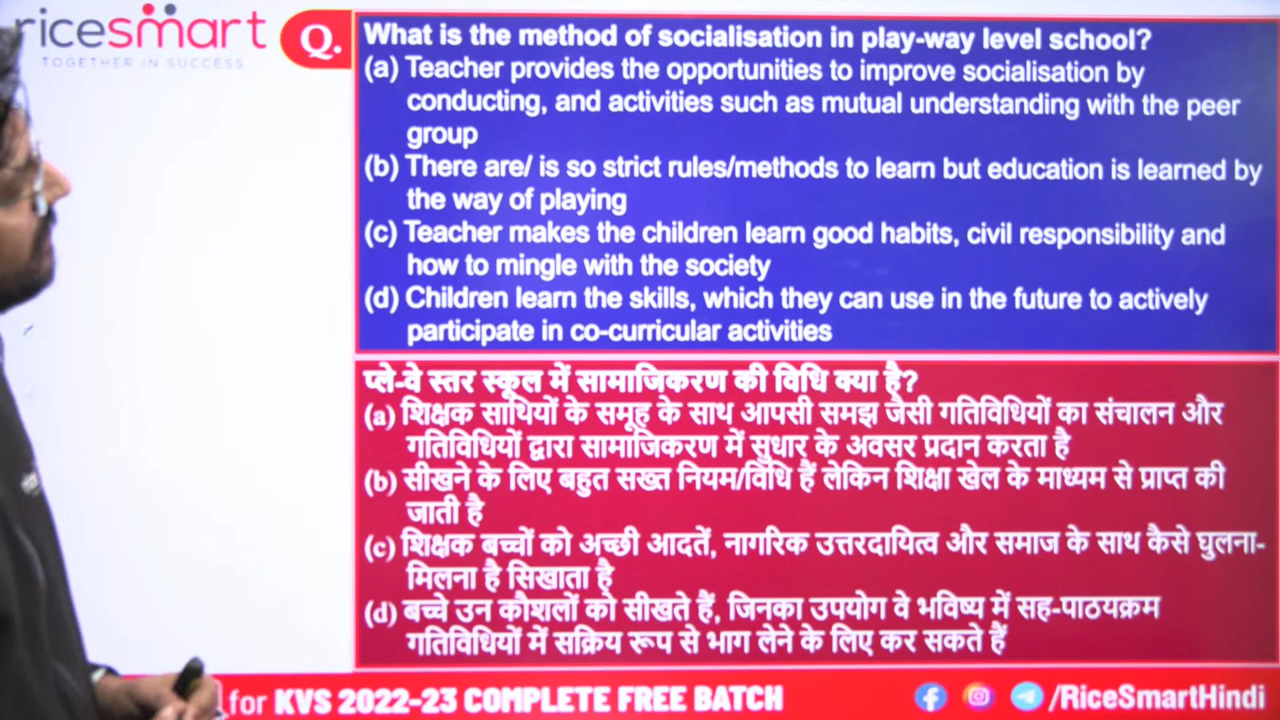 ricesmart
TOGETHER IN SUCCESS
Q.
What is the method of socialisation in play-way level school?
(a) Teacher provides the opportunities to improve socialisation by
conducting, and activities such as mutual understanding with the peer
group
(b) There are/ is so strict rules/methods to learn but education is learned by
the way of playing
(c) Teacher makes the children learn good habits, civil responsibility and
how to mingle with the society
(d) Children learn the skills, which they can use in the future to actively
participate in co-curricular activities
प्ले-वे स्तर स्कूल में सामाजिकरण की विधि क्या है?
(a) शिक्षक साथियों के समूह के साथ आपसी समझ जैसी गतिविधियों का संचालन और
गतिविधियों द्वारा सामाजिकरण में सुधार के अवसर प्रदान करता है
(b) सीखने के लिए बहुत सख्त नियम/विधि हैं लेकिन शिक्षा खेल के माध्यम से प्राप्त की
जाती है
(c) शिक्षक बच्चों को अच्छी आदतें, नागरिक उत्तरदायित्व और समाज के साथ कैसे घुलना-
मिलना है सिखाता है
(d) बच्चे उन कौशलों को सीखते हैं, जिनका उपयोग वे भविष्य में सह-पाठयक्रम
गतिविधियों में सक्रिय रूप से भाग लेने के लिए कर सकते हैं
for KVS 2022-23 COMPLETE FREE BATCH
/RiceSmartHindi